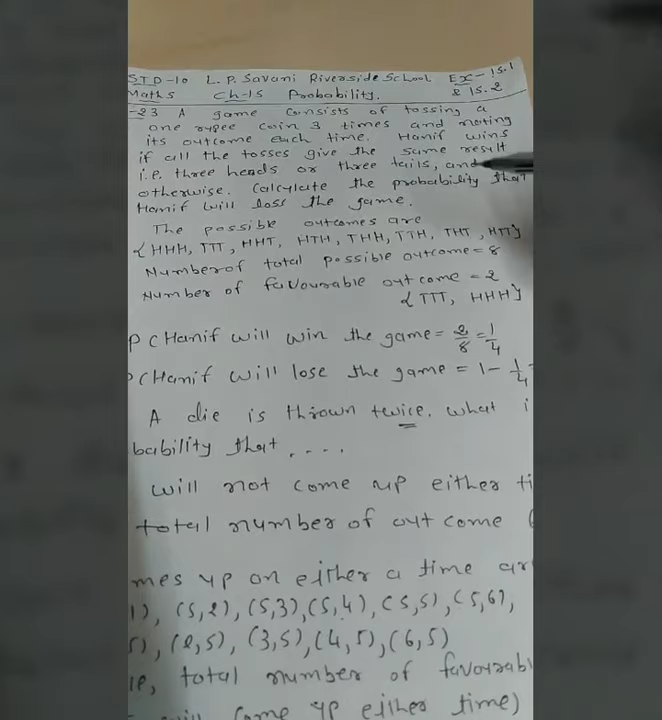 STD-10 L.P. Savani Riverside School Ex-15.1
Maths Ch-15 Probability. & 15.2
-23 A game consists of tossing a
one rupee coin 3 times and noting
its outcome each time. Hanif wins
if all the tosses give the same result
i.e. three heads or three tails, and
otherwise. Calculate the probability that
Hanif will loss the game.
The possible outcomes are
{HHH, TTT, HHT, HTH, THH, TTH, THT, HTT}
Number of total possible outcome = 8
Number of favourable outcome = 2
{TTT, HHH}
P(Hanif will win the game = 2/8 = 1/4
P(Hanif will lose the game = 1 - 1/4
A die is thrown twice. what i
bability that....
will not come up either ti
total number of out come (
mes up on either a time ar
1), (5,2), (5,3), (5,4), (5,5), (5,6),
5), (2,5), (3,5), (4,5), (6,5)
total number of favourabl
will come up either time)